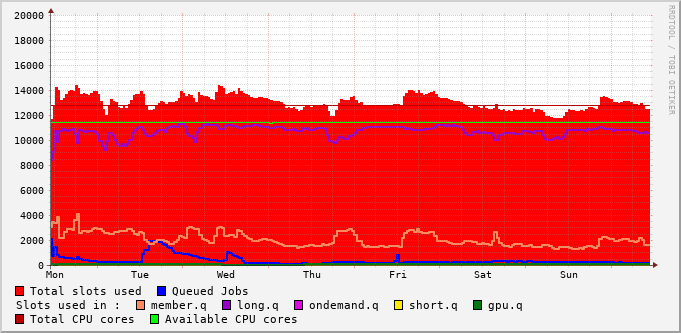 20000
18000
16000
14000
12000
10000
8000
6000
4000
2000
0
Mon Tue Wed Thu Fri Sat Sun
RRDTOOL / TOBI OETIKER
Total slots used Queued Jobs
Slots used in : member.q long.q ondemand.q short.q gpu.q
Total CPU cores Available CPU cores